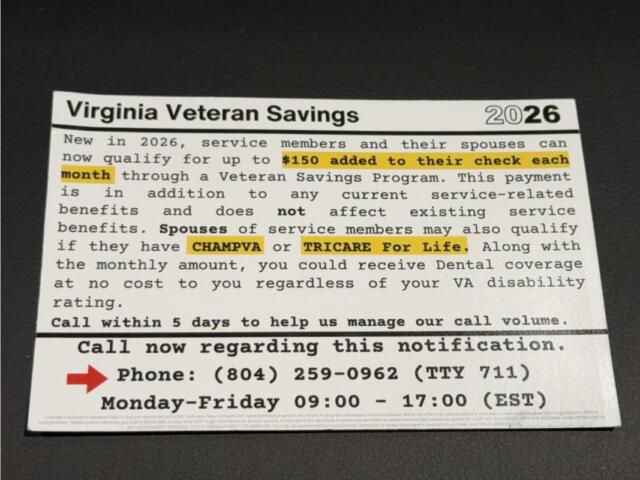 Virginia Veteran Savings 2026
New in 2026, service members and their spouses can
now qualify for up to $150 added to their check each
month through a Veteran Savings Program. This payment
is in addition to any current service-related
benefits and does not affect existing service
benefits. Spouses of service members may also qualify
if they have CHAMPVA or TRICARE For Life. Along with
the monthly amount, you could receive Dental coverage
at no cost to you regardless of your VA disability
rating.
Call within 5 days to help us manage our call volume.
Call now regarding this notification.
Phone: (804) 259-0962 (TTY 711)
Monday-Friday 09:00 - 17:00 (EST)